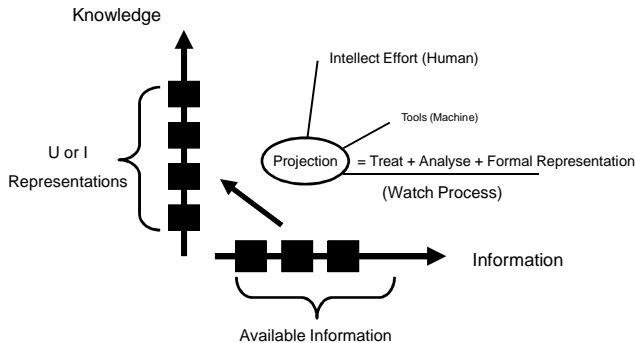 Knowledge
Intellect Effort (Human)
Tools (Machine)
U or I
Representations
Projection = Treat + Analyse + Formal Representation
(Watch Process)
Information
Available Information